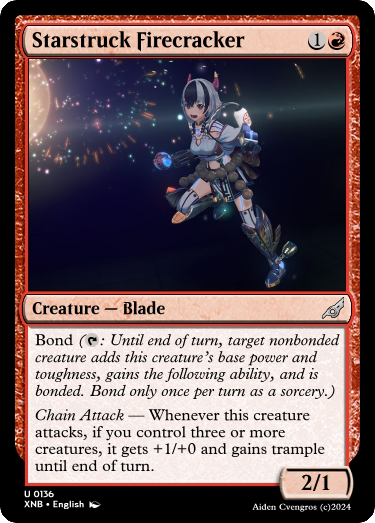 Starstruck Firecracker 1
Creature — Blade
Bond (: Until end of turn, target nonbonded
creature adds this creature's base power and
toughness, gains the following ability, and is
bonded. Bond only once per turn as a sorcery.)
Chain Attack — Whenever this creature
attacks, if you control three or more
creatures, it gets +1/+0 and gains trample
until end of turn.
2/1
U 0136
XNB • English
Aiden Cvengros (c)2024